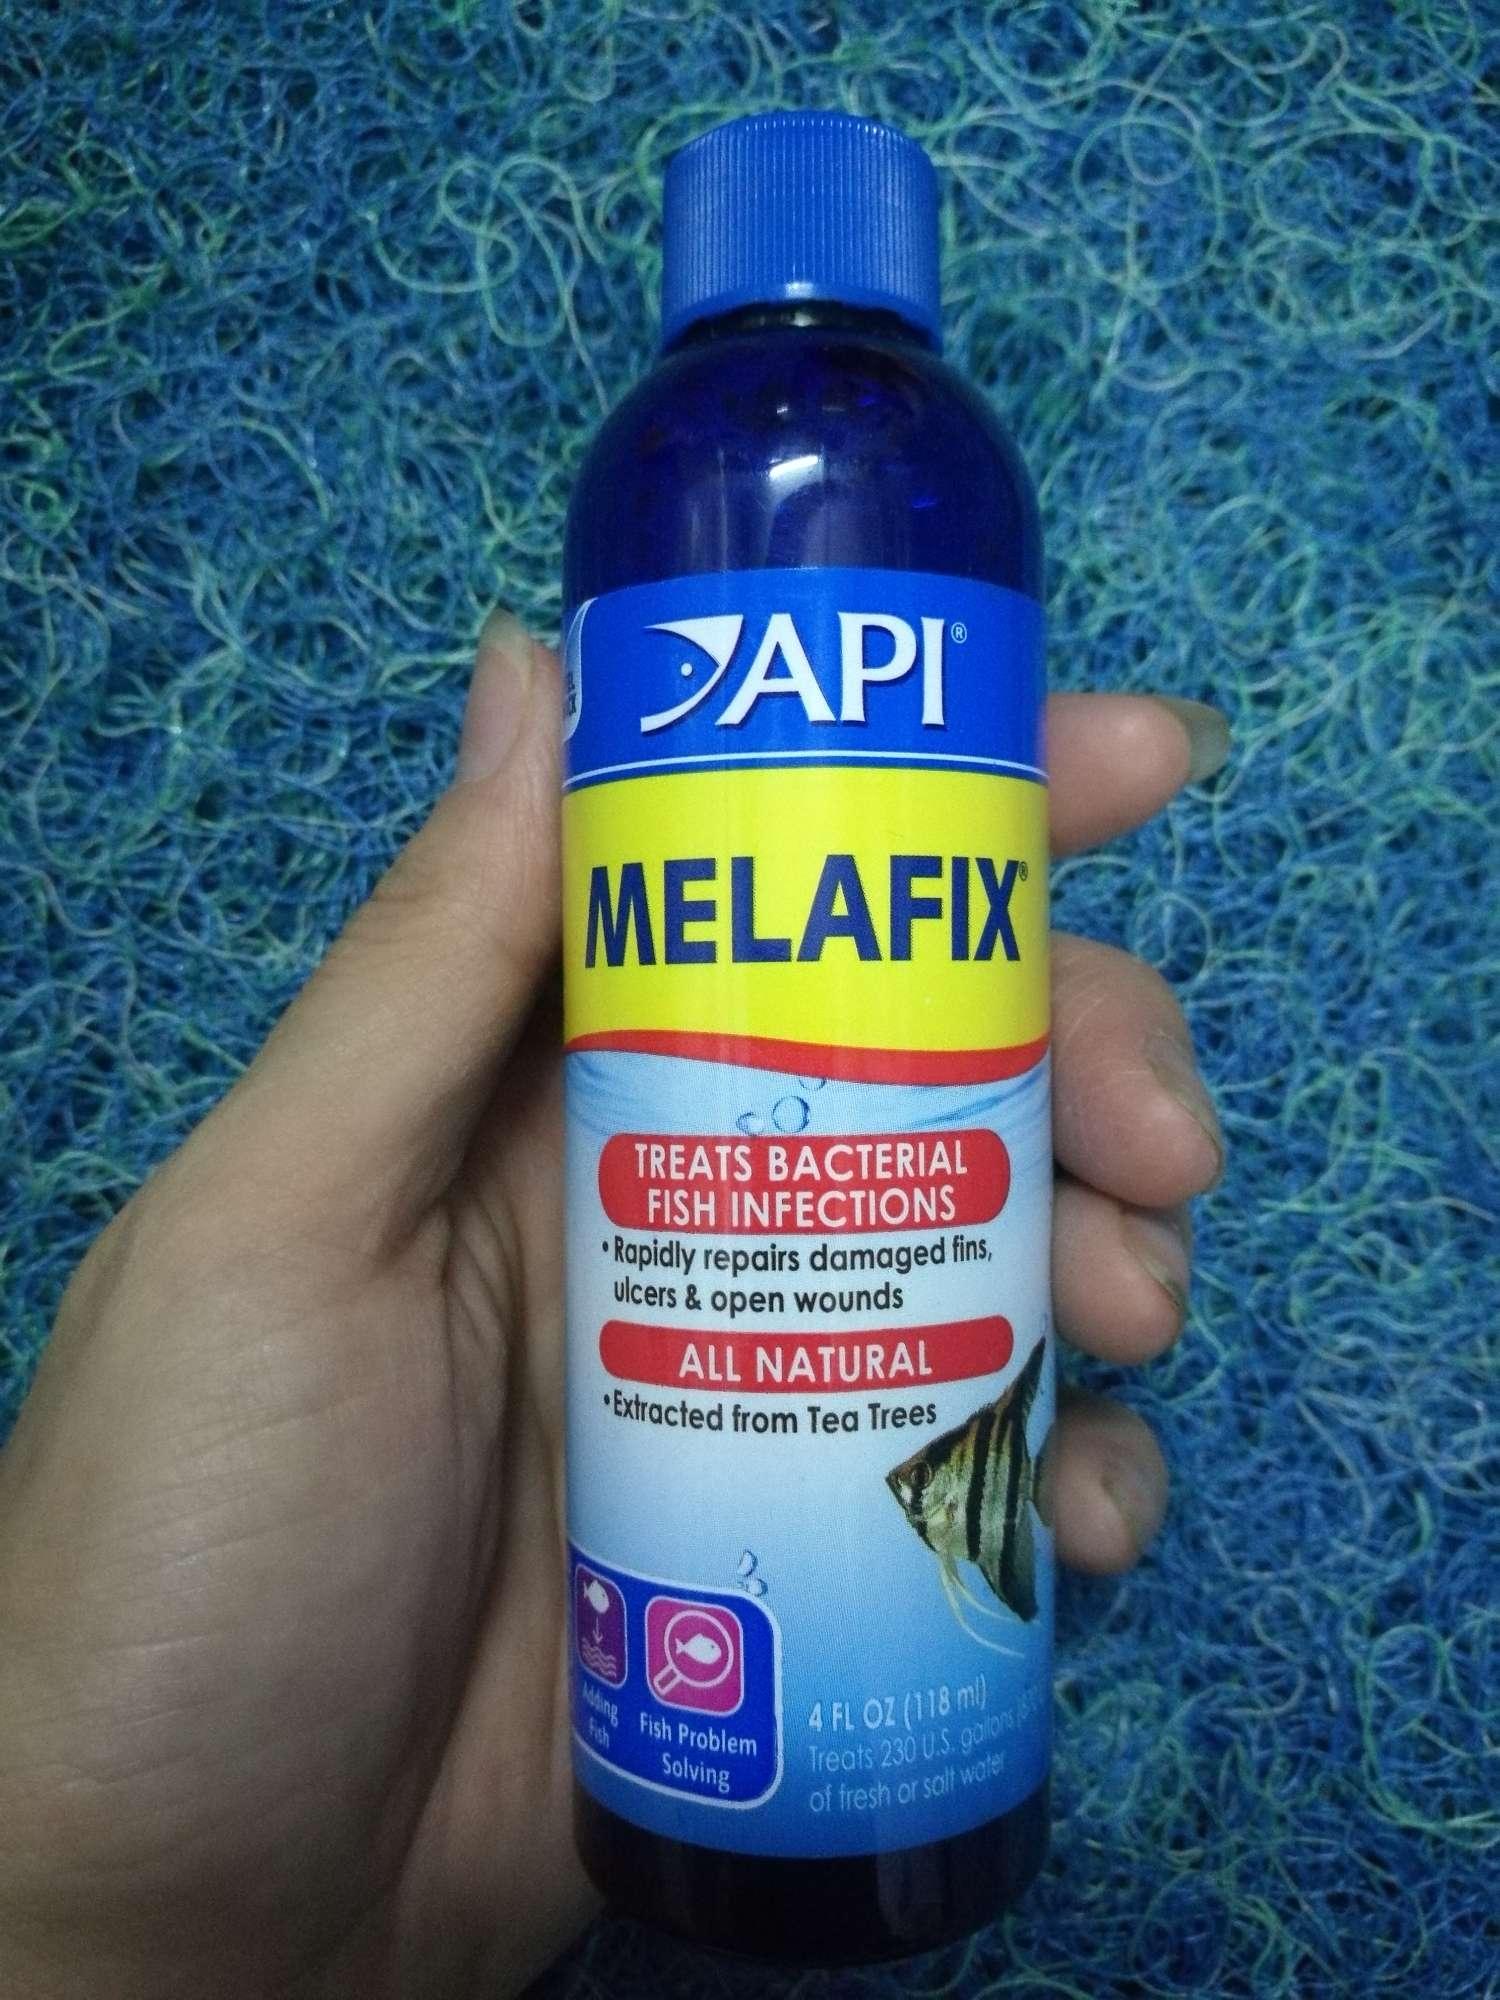 API®
MELAFIX®
TREATS BACTERIAL
FISH INFECTIONS
• Rapidly repairs damaged fins,
ulcers & open wounds
ALL NATURAL
• Extracted from Tea Trees
Adding
Fish
Fish Problem
Solving
4 FL OZ (118 ml)
Treats 230 U.S. gallons
of fresh or salt water